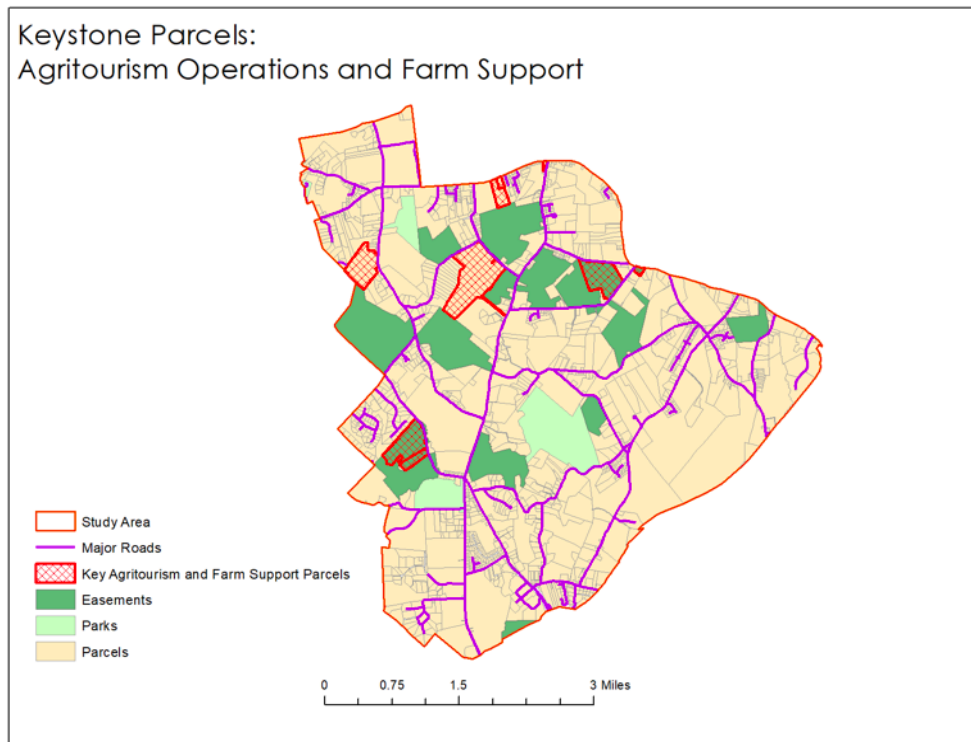 Keystone Parcels:
Agritourism Operations and Farm Support
Study Area
Major Roads
Key Agritourism and Farm Support Parcels
Easements
Parks
Parcels
0 0.75 1.5 3 Miles